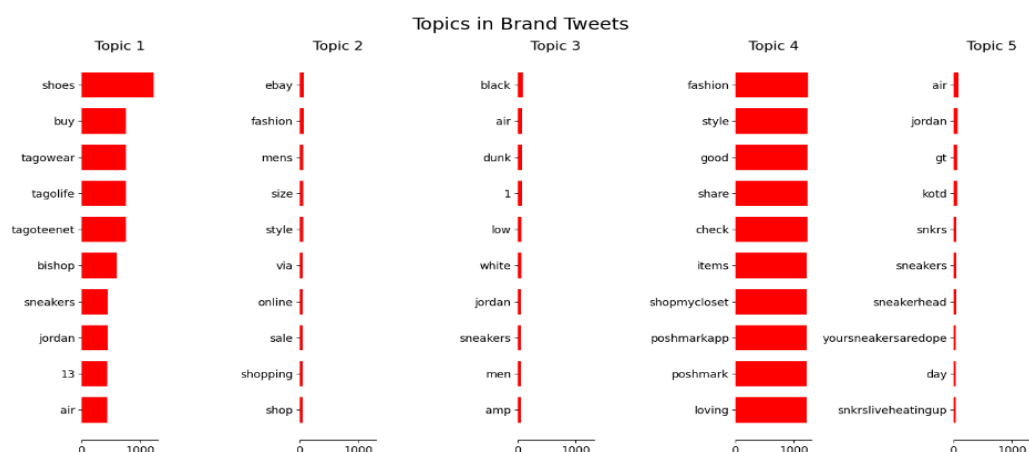 Topics in Brand Tweets
Topic 1
shoes
buy
tagowear
tagolife
tagoteenet
bishop
sneakers
jordan
13
air
0 1000
Topic 2
ebay
fashion
mens
size
style
via
online
sale
shopping
shop
0 1000
Topic 3
black
air
dunk
1
low
white
jordan
sneakers
men
amp
0 1000
Topic 4
fashion
style
good
share
check
items
shopmycloset
poshmarkapp
poshmark
loving
0 1000
Topic 5
air
jordan
gt
kotd
snkrs
sneakers
sneakerhead
yoursneakersaredope
day
snkrsliveheatingup
0 1000